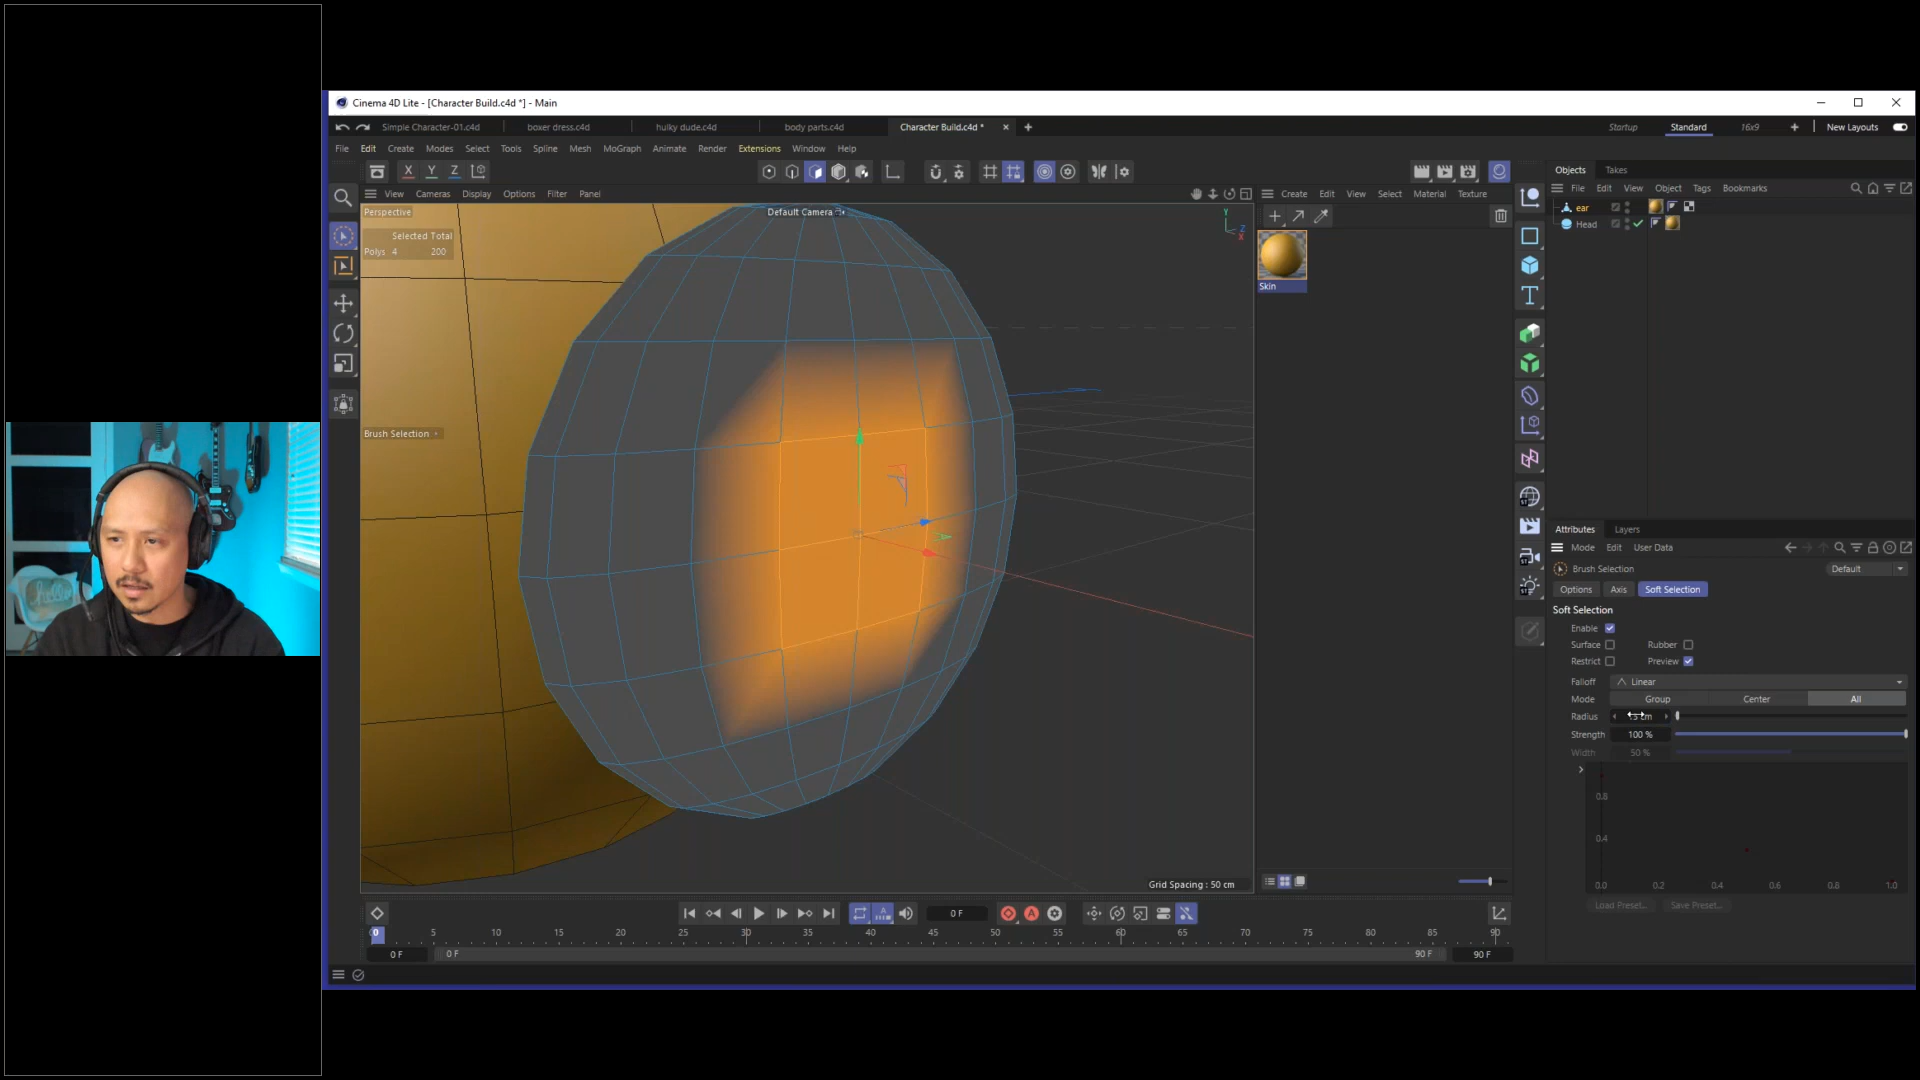 Cinema 4D Lite - [Character Build.c4d *] - Main
Simple Character-01.c4d boxer dress.c4d hulky dude.c4d body parts.c4d Character Build.c4d * Startup Standard 16x9 New Layouts
File Edit Create Modes Select Tools Spline Mesh MoGraph Animate Render Extensions Window Help
Objects Takes
X Y Z
View Cameras Display Options Filter Panel
Create Edit View Select Material Texture
File Edit View Object Tags Bookmarks
Perspective
Default Camera
Y
Z
X
ear
Head
Selected Total
Polys 4 200
Skin
Brush Selection
Attributes Layers
Mode Edit User Data
Brush Selection Default
Options Axis Soft Selection
Soft Selection
Enable
Surface Rubber
Restrict Preview
Falloff Linear
Mode Group Center All
Radius
Strength 100 %
Width 50 %
0.8
0.4
0.0 0.2 0.4 0.6 0.8 1.0
Load Preset... Save Preset...
Grid Spacing : 50 cm
0 F
0 5 10 15 20 25 30 35 40 45 50 55 60 65 70 75 80 85 90
0 F 0 F 90 F 90 F
hello